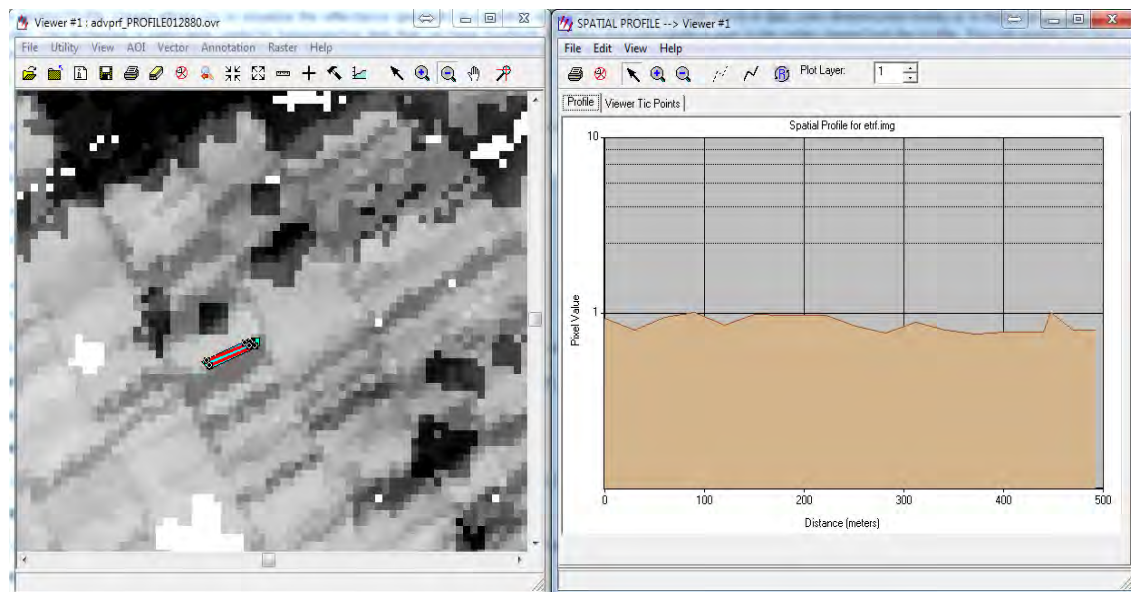 Viewer #1 : advprf_PROFILE012880.ovr
File Utility View AOI Vector Annotation Raster Help
SPATIAL PROFILE --> Viewer #1
File Edit View Help
Plot Layer: 1
Profile Viewer Tic Points
Spatial Profile for etrf.img
10
1
Pixel Value
0 100 200 300 400 500
Distance (meters)